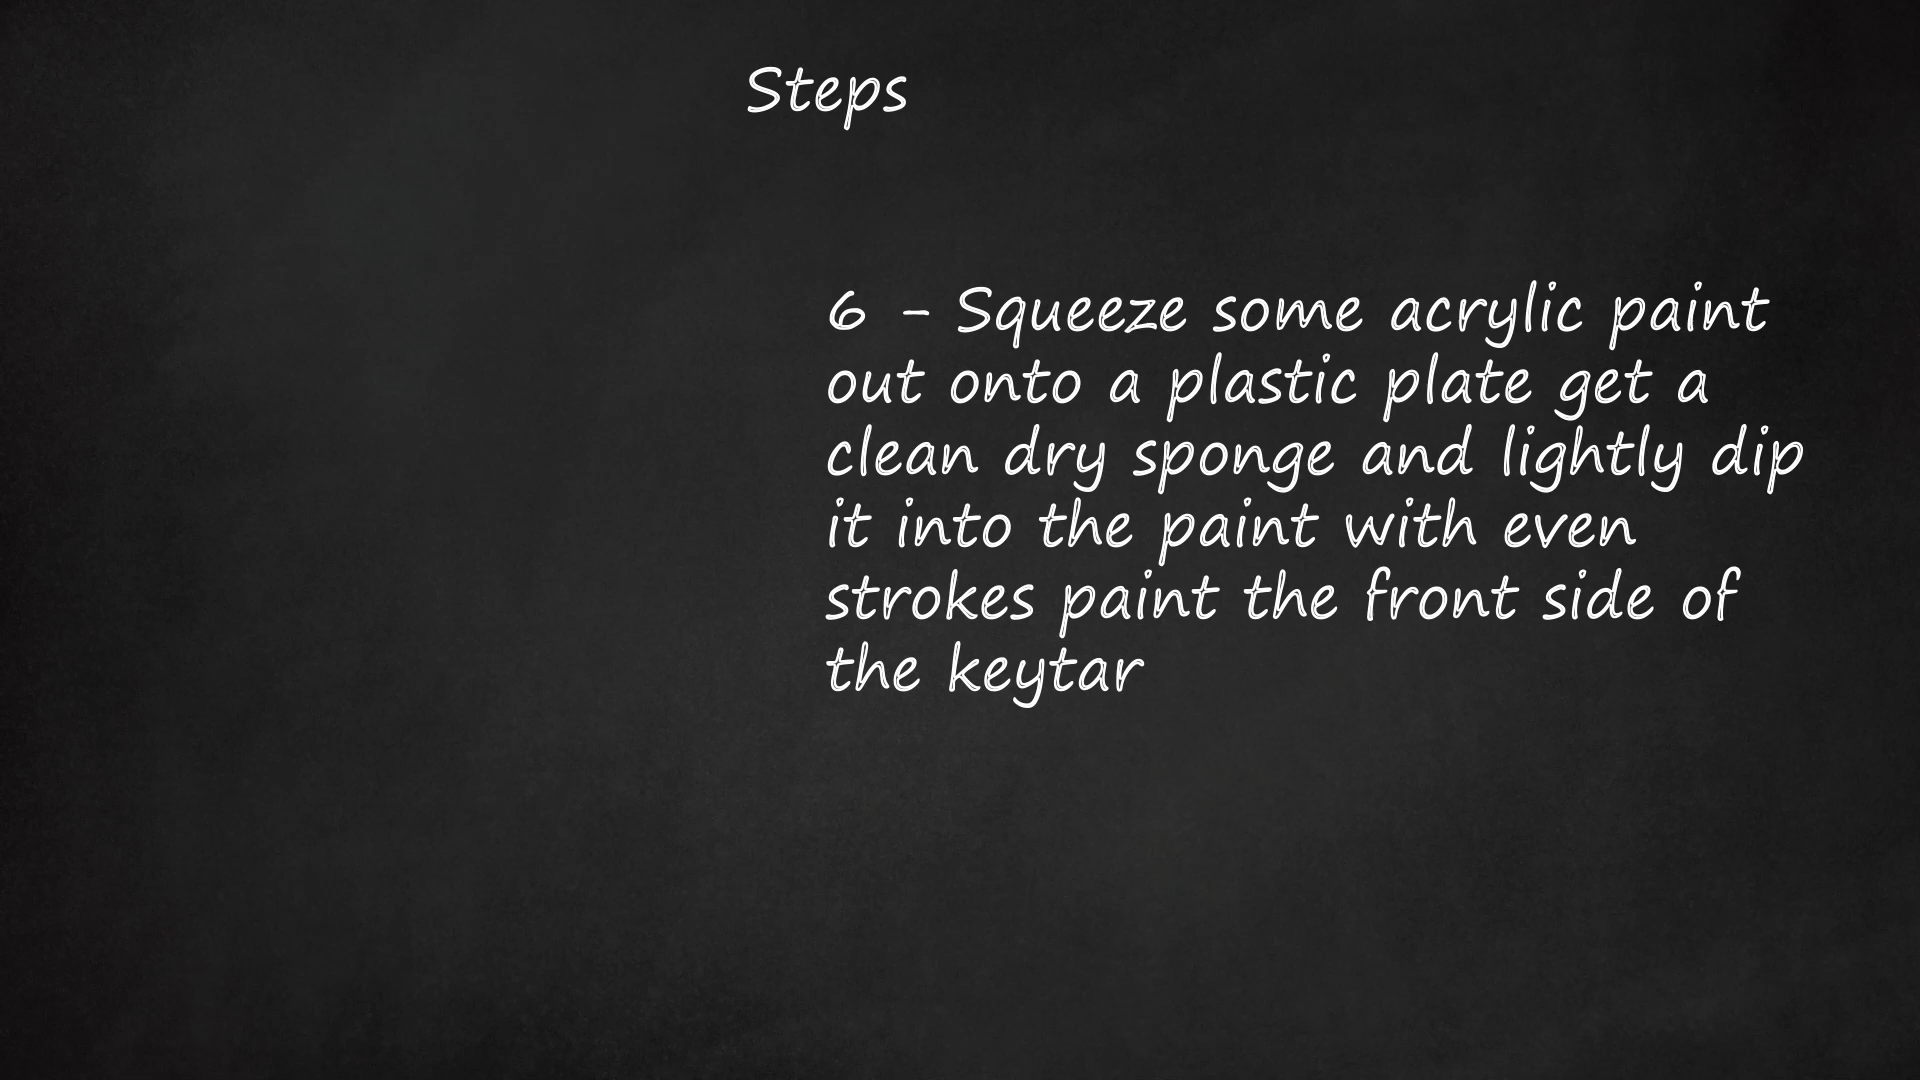 Steps
6 - Squeeze some acrylic paint
out onto a plastic plate get a
clean dry sponge and lightly dip
it into the paint with even
strokes paint the front side of
the keytar